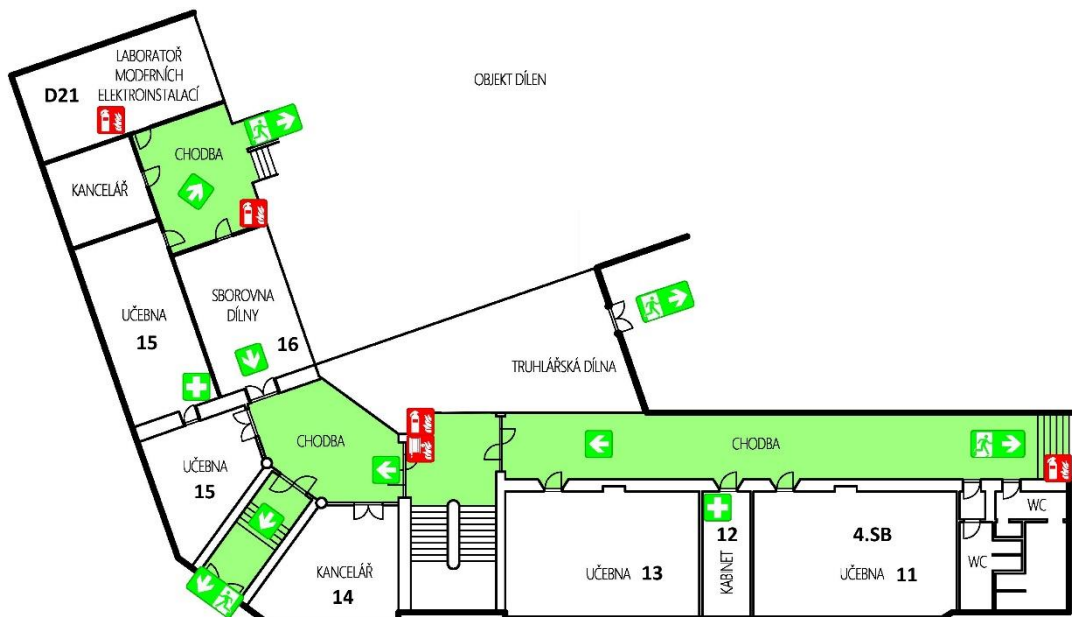 LABORATOŘ
MODERNÍCH
ELEKTROINSTALACÍ
D21
OBJEKT DÍLEN
CHODBA
KANCELÁŘ
UČEBNA
15
SBOROVNA
DÍLNY
16
TRUHLÁŘSKÁ DÍLNA
CHODBA
CHODBA
UČEBNA
15
WC
12
KABINET
4.SB
UČEBNA 13
UČEBNA 11
WC
KANCELÁŘ
14